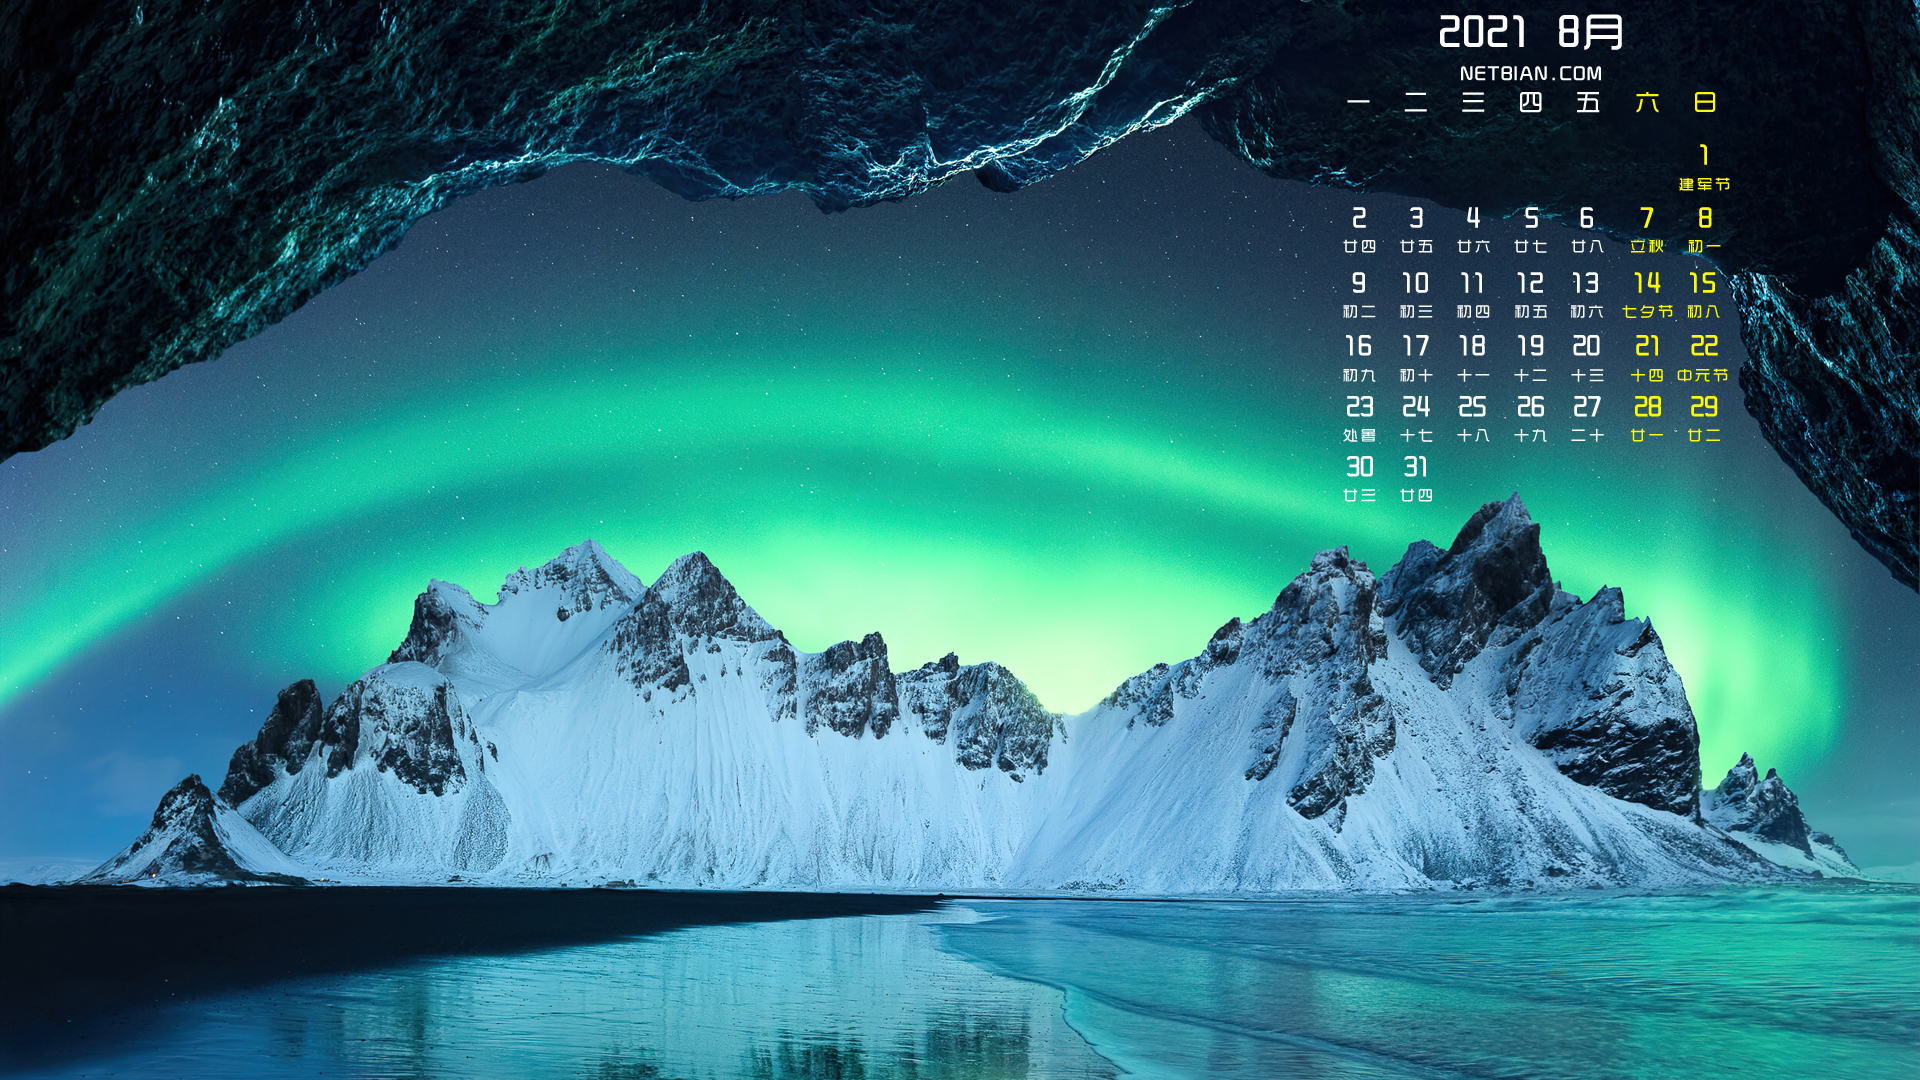 2021 8月
NETBIAN.COM
一 二 三 四 五 六 日
1
建军节
2 3 4 5 6 7 8
廿四 廿五 廿六 廿七 廿八 立秋 初一
9 10 11 12 13 14 15
初二 初三 初四 初五 初六 七夕节 初八
16 17 18 19 20 21 22
初九 初十 十一 十二 十三 十四 中元节
23 24 25 26 27 28 29
处暑 十七 十八 十九 二十 廿一 廿二
30 31
廿三 廿四